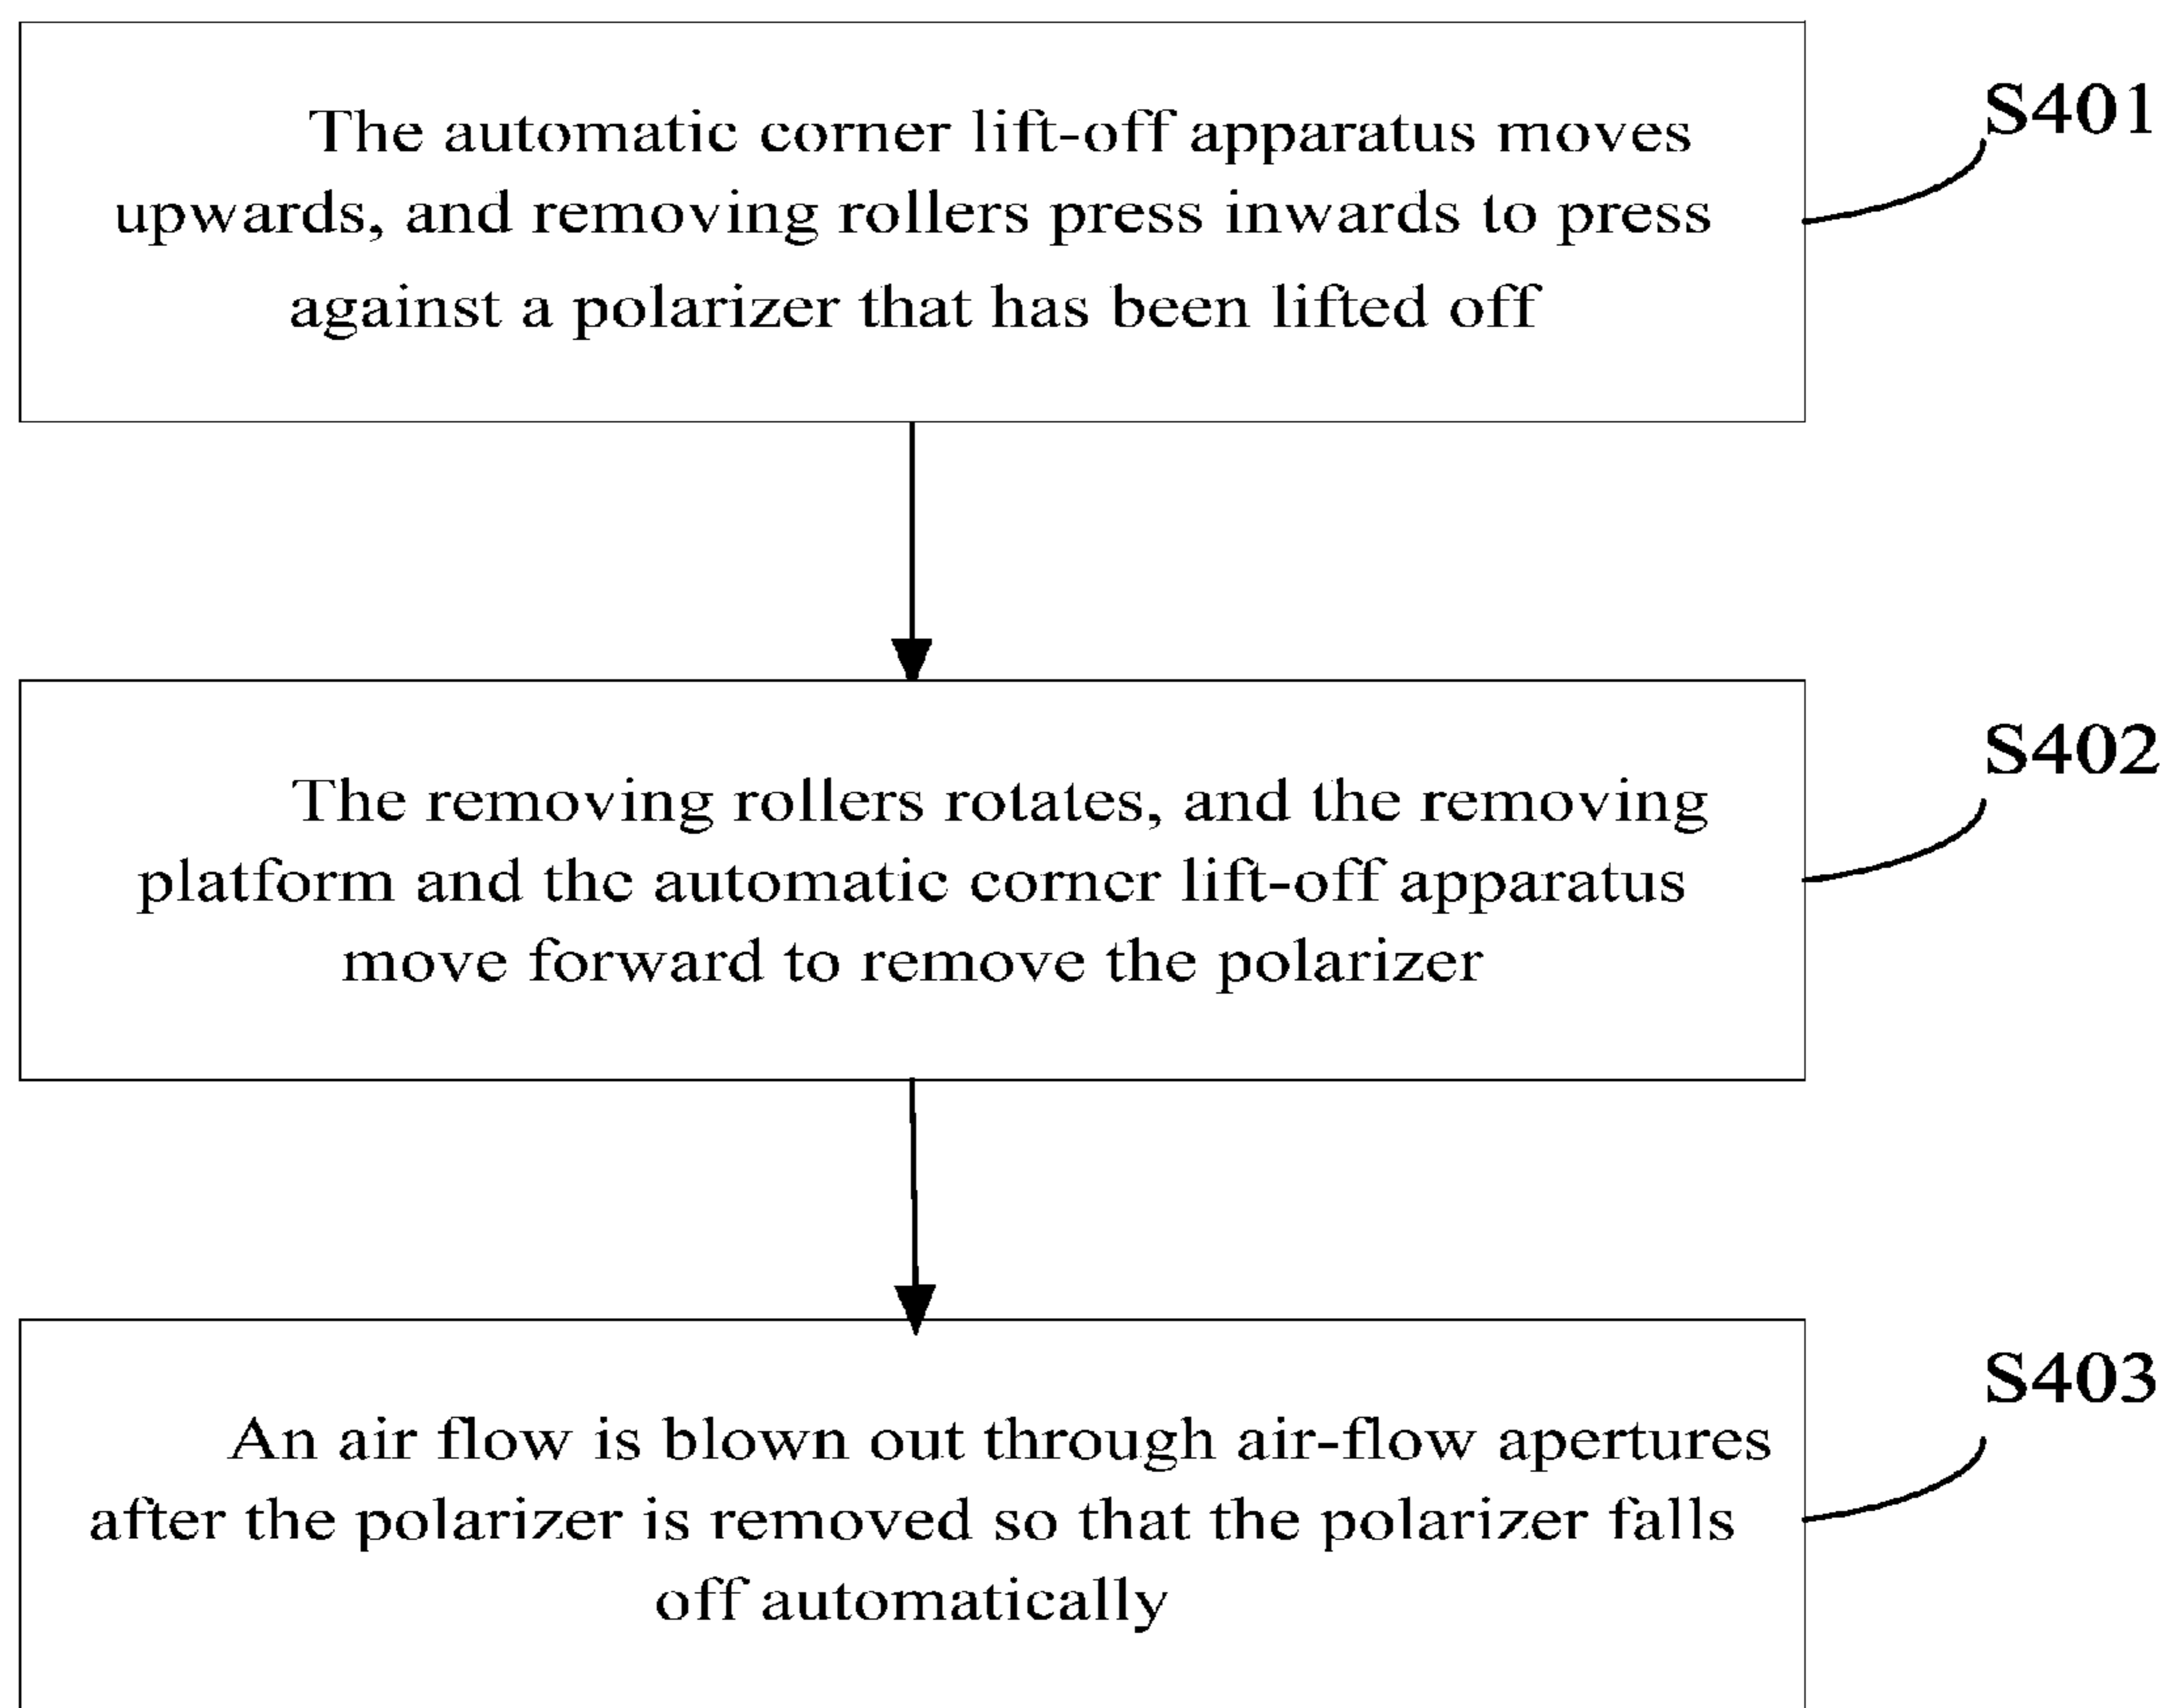 The automatic corner lift-off apparatus moves
upwards, and removing rollers press inwards to press
against a polarizer that has been lifted off
S401
The removing rollers rotates, and the removing
platform and the automatic corner lift-off apparatus
move forward to remove the polarizer
S402
An air flow is blown out through air-flow apertures
after the polarizer is removed so that the polarizer falls
off automatically
S403